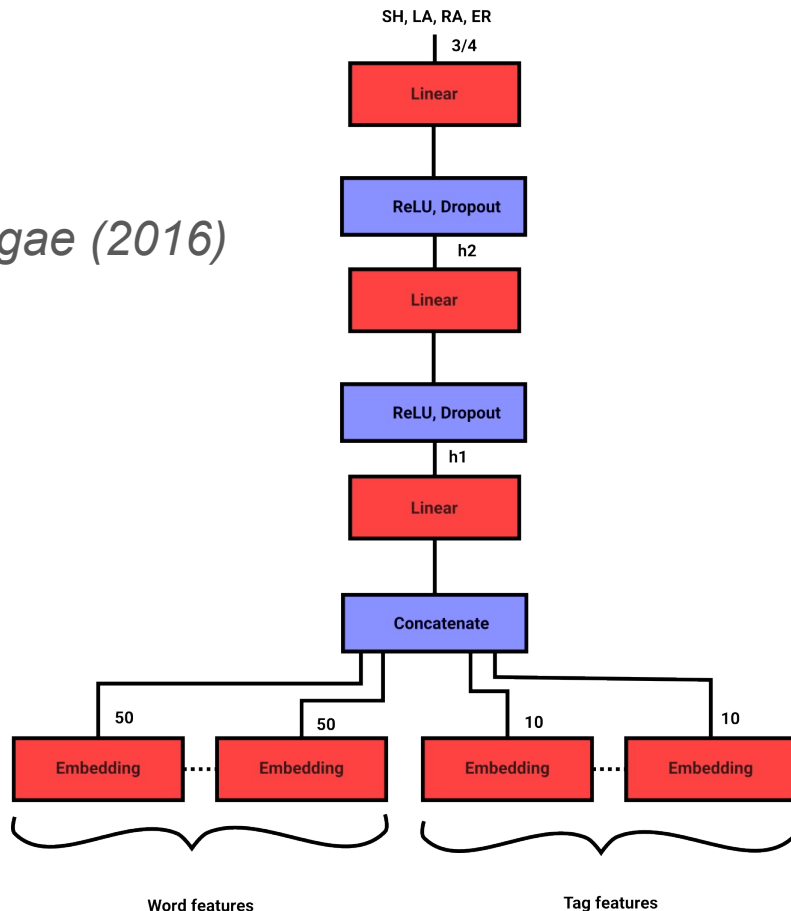 SH, LA, RA, ER
3/4
Linear
ReLU, Dropout
gae (2016)
h2
Linear
ReLU, Dropout
h1
Linear
Concatenate
50
50
10
10
Embedding
Embedding
Embedding
Embedding
Word features
Tag features